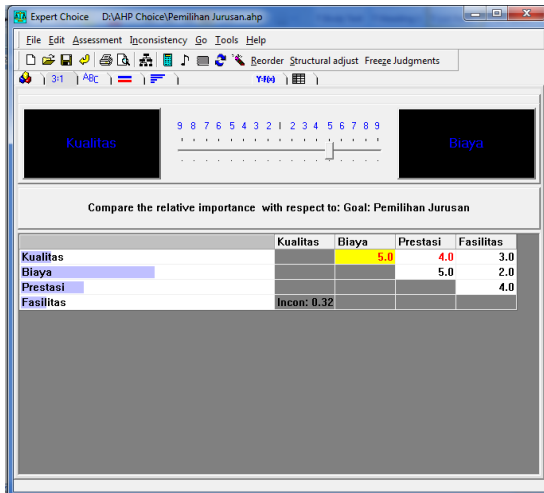 Expert Choice D:\AHP Choice\Pemilihan Jurusan.ahp
File Edit Assessment Inconsistency Go Tools Help
Reorder Structural adjust Freeze Judgments
3:1 ABC Y=f(x)
Kualitas 9 8 7 6 5 4 3 2 1 2 3 4 5 6 7 8 9 Biaya
Compare the relative importance with respect to: Goal: Pemilihan Jurusan
Kualitas Biaya Prestasi Fasilitas
Kualitas 5.0 4.0 3.0
Biaya 5.0 2.0
Prestasi 4.0
Fasilitas Incon: 0.32